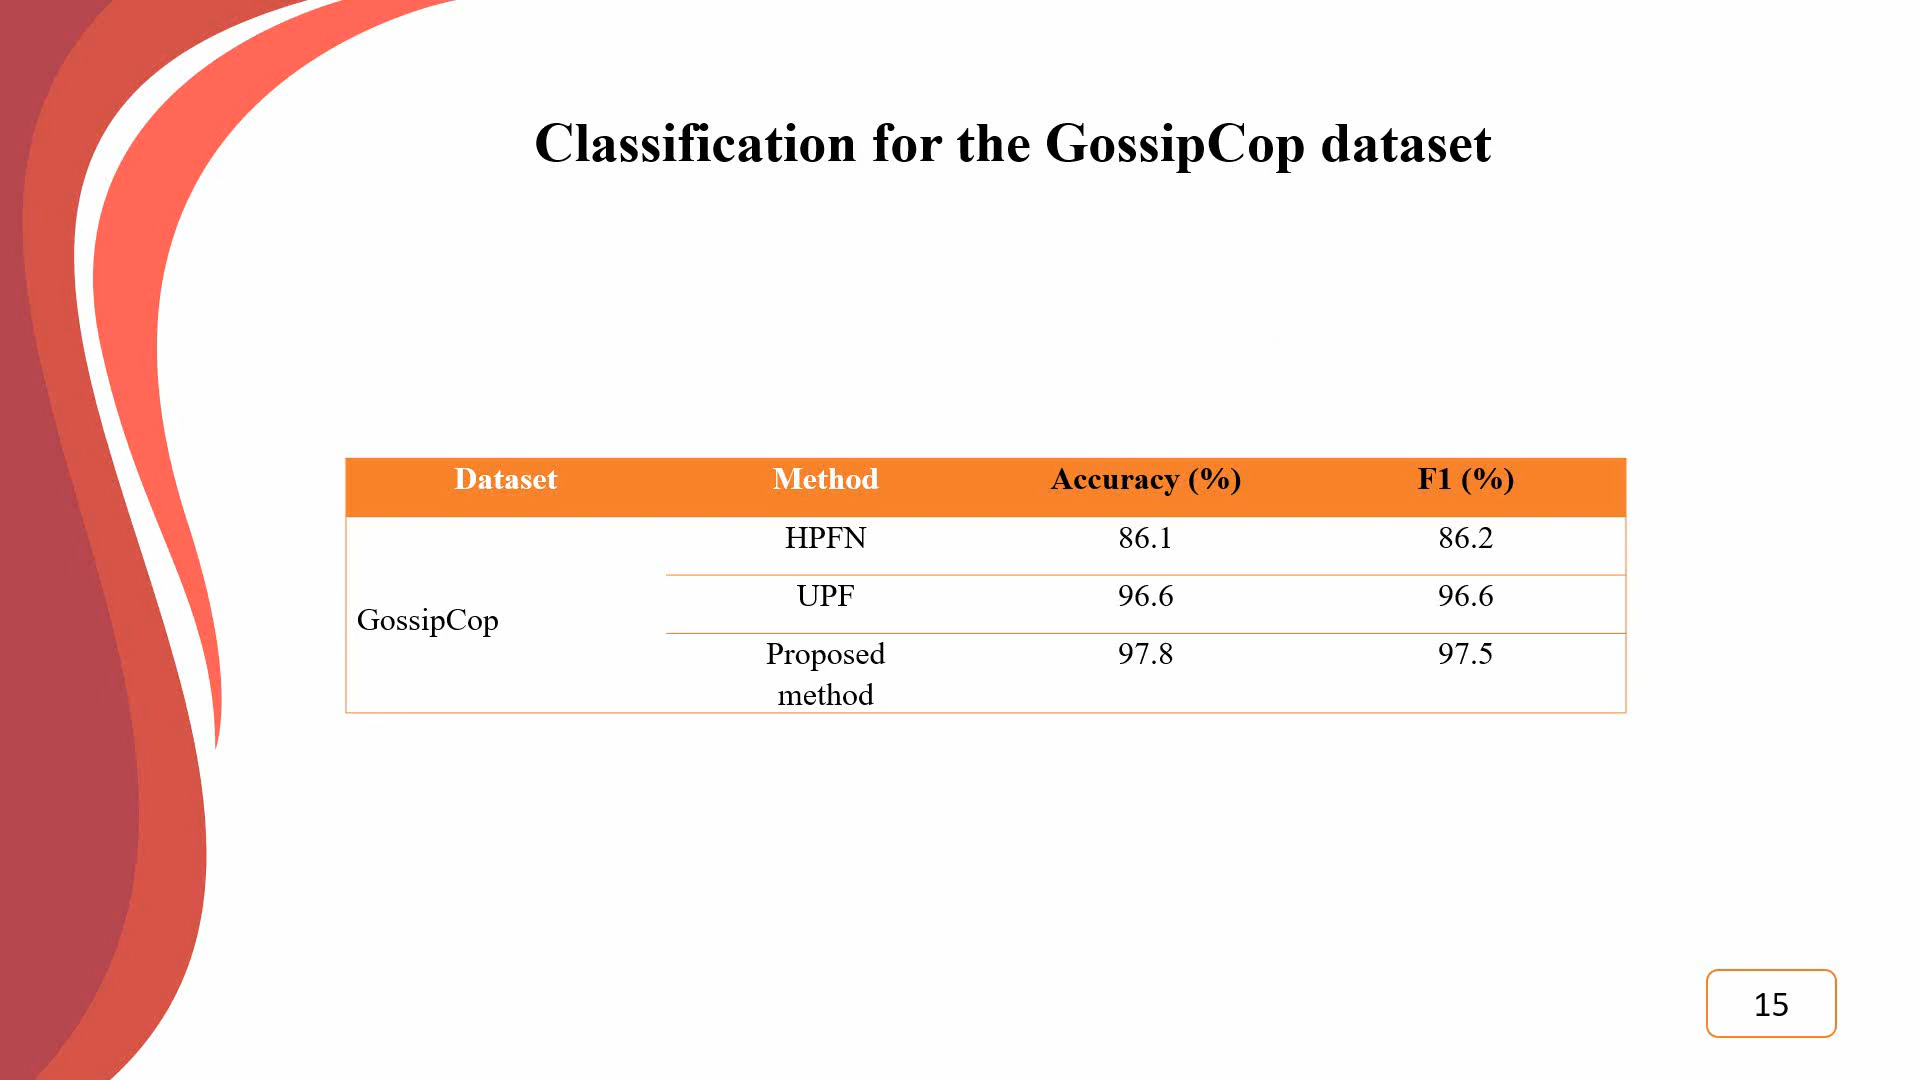 Classification for the GossipCop dataset
Dataset Method Accuracy (%) F1 (%)
HPFN 86.1 86.2
UPF 96.6 96.6
GossipCop
Proposed 97.8 97.5
method
15